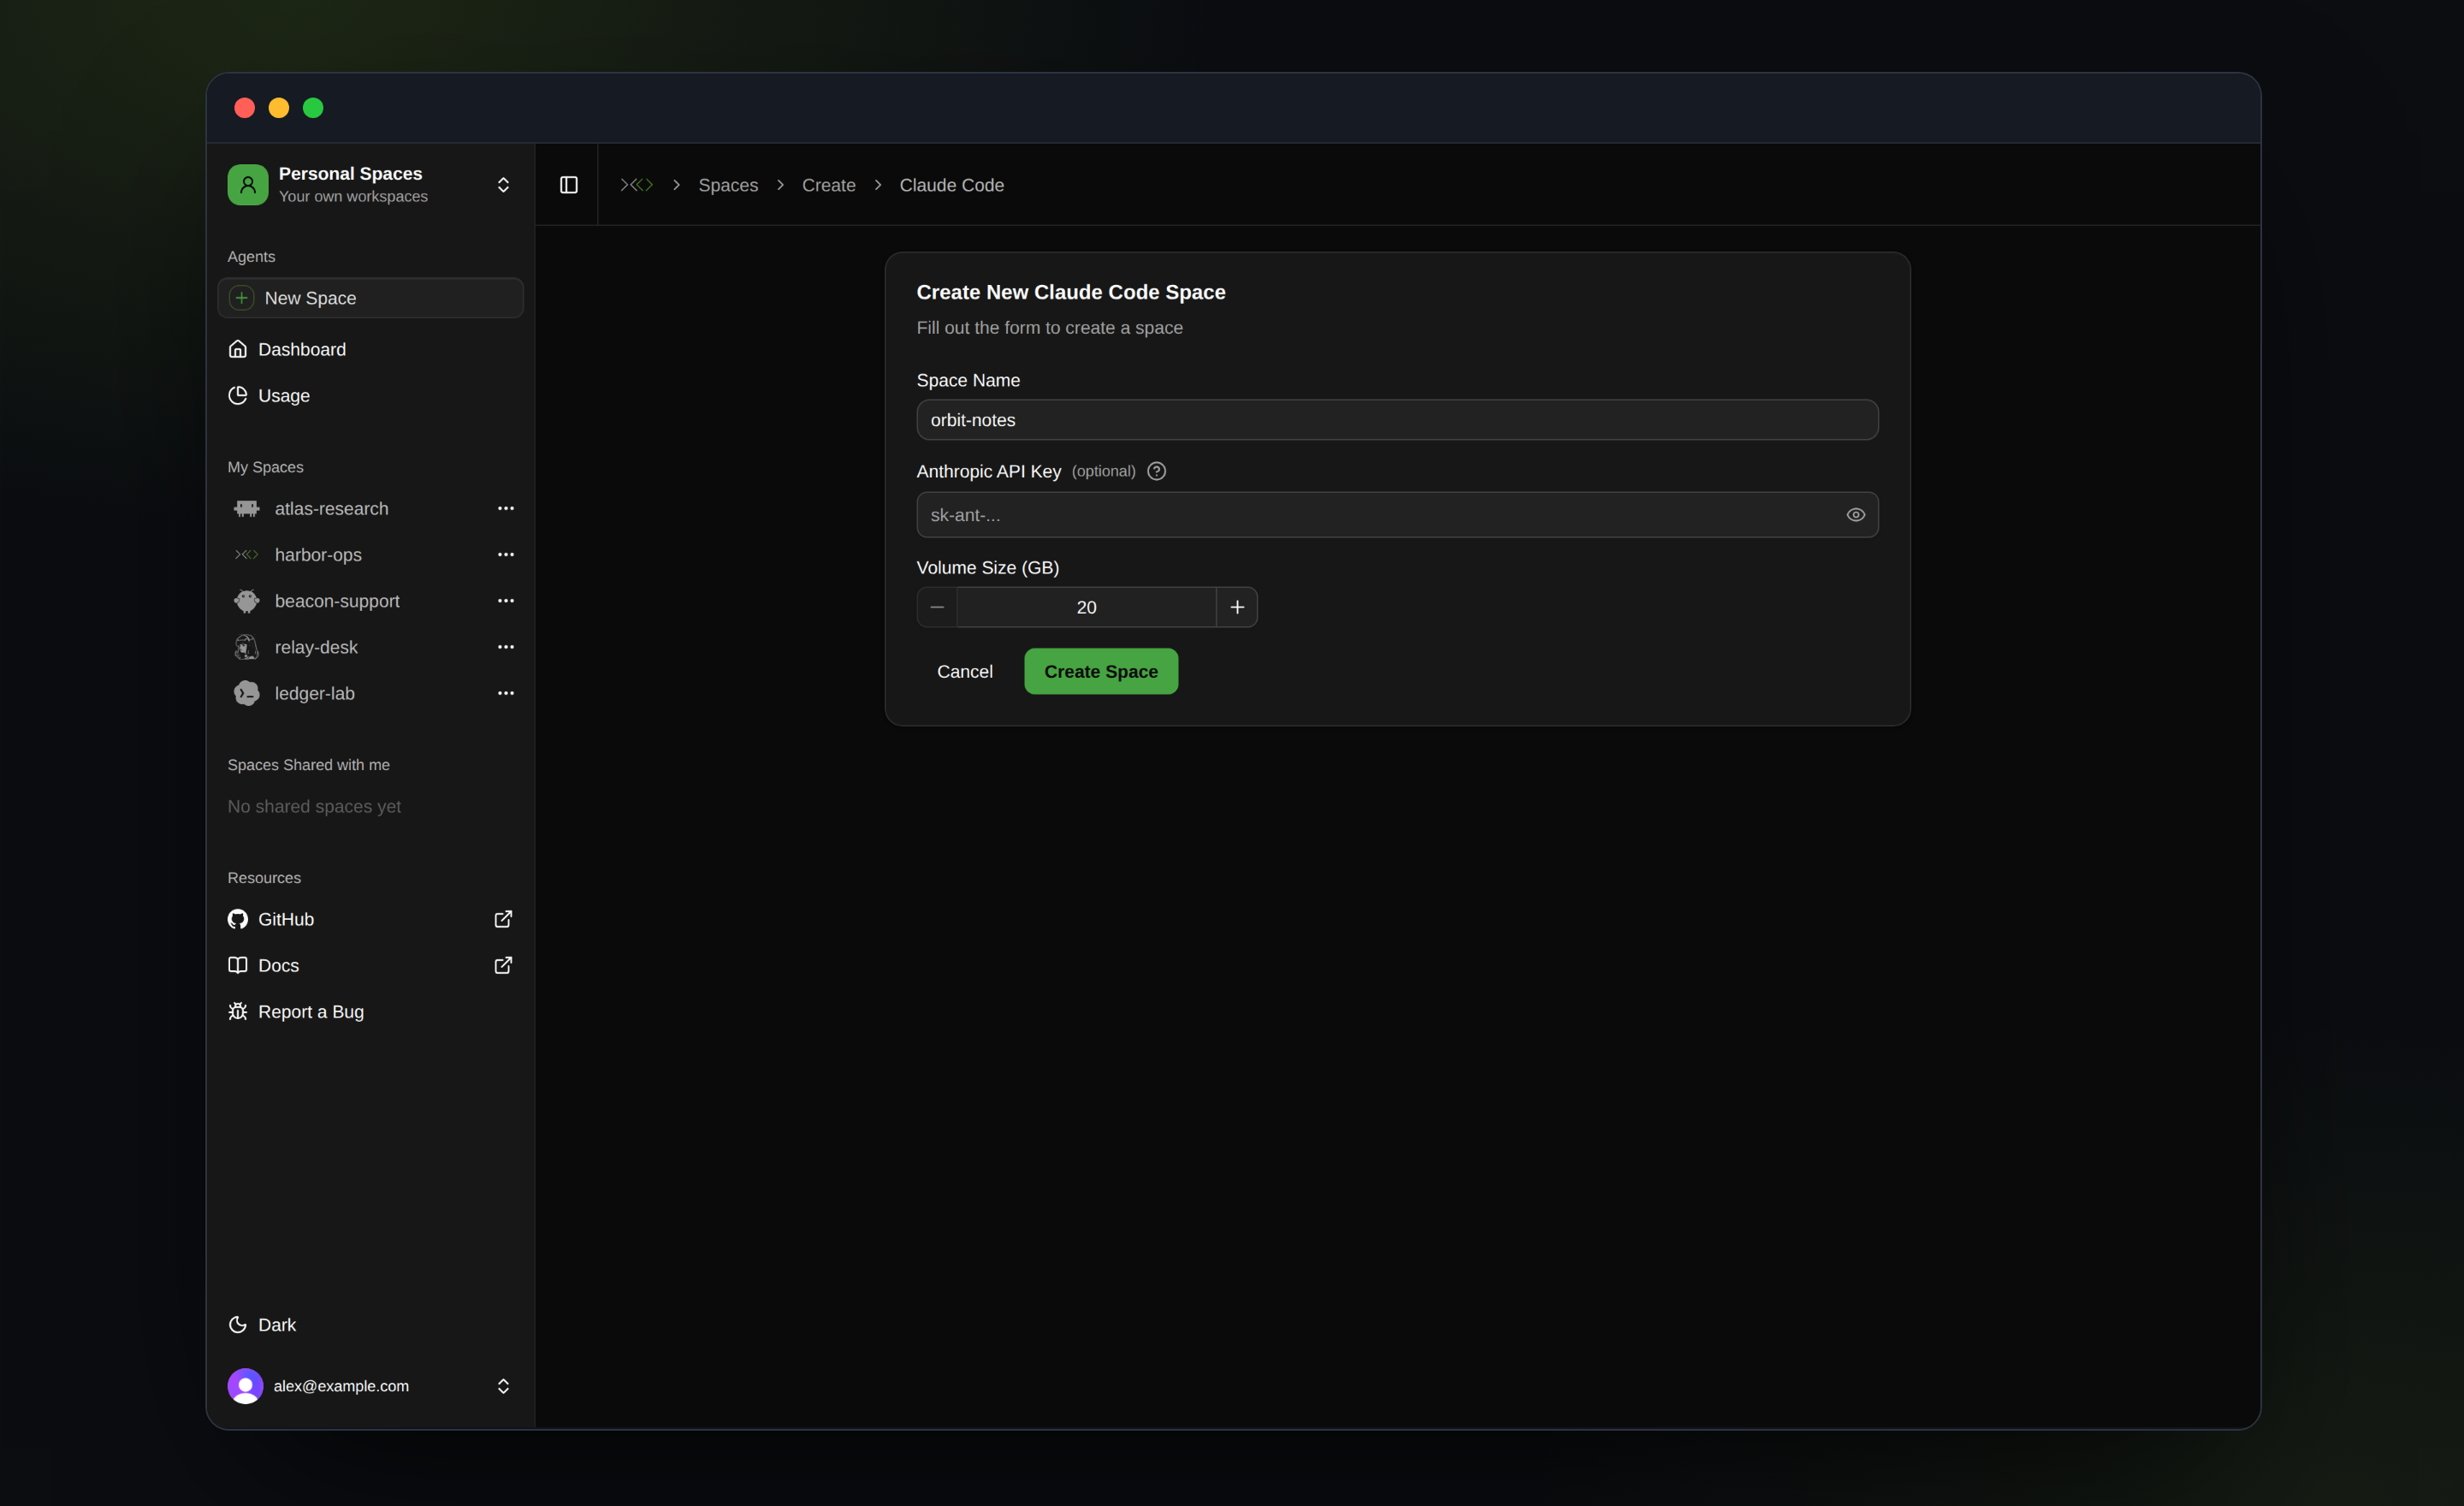 Personal Spaces
Your own workspaces
Agents
New Space
Dashboard
Usage
My Spaces
atlas-research
harbor-ops
beacon-support
relay-desk
ledger-lab
Spaces Shared with me
No shared spaces yet
Resources
GitHub
Docs
Report a Bug
Dark
alex@example.com
Spaces Create Claude Code
Create New Claude Code Space
Fill out the form to create a space
Space Name
orbit-notes
Anthropic API Key (optional)
sk-ant-...
Volume Size (GB)
20
Cancel Create Space